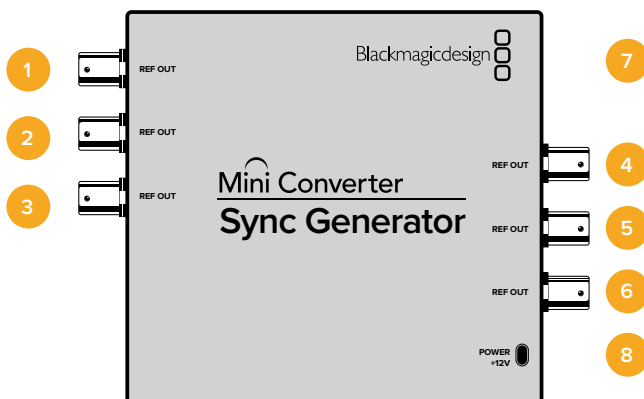 1
REF OUT
Blackmagicdesign
7
2
REF OUT
REF OUT
4
3
REF OUT
Mini Converter
Sync Generator
REF OUT
5
REF OUT
6
POWER
+12V
8